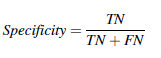 Specificity = TN / TN + FN